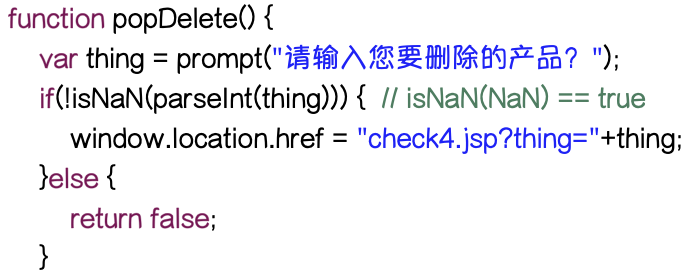 function popDelete() {
var thing = prompt("请输入您要删除的产品？");
if(!isNaN(parseInt(thing))) { // isNaN(NaN) == true
window.location.href = "check4.jsp?thing="+thing;
}else {
return false;
}